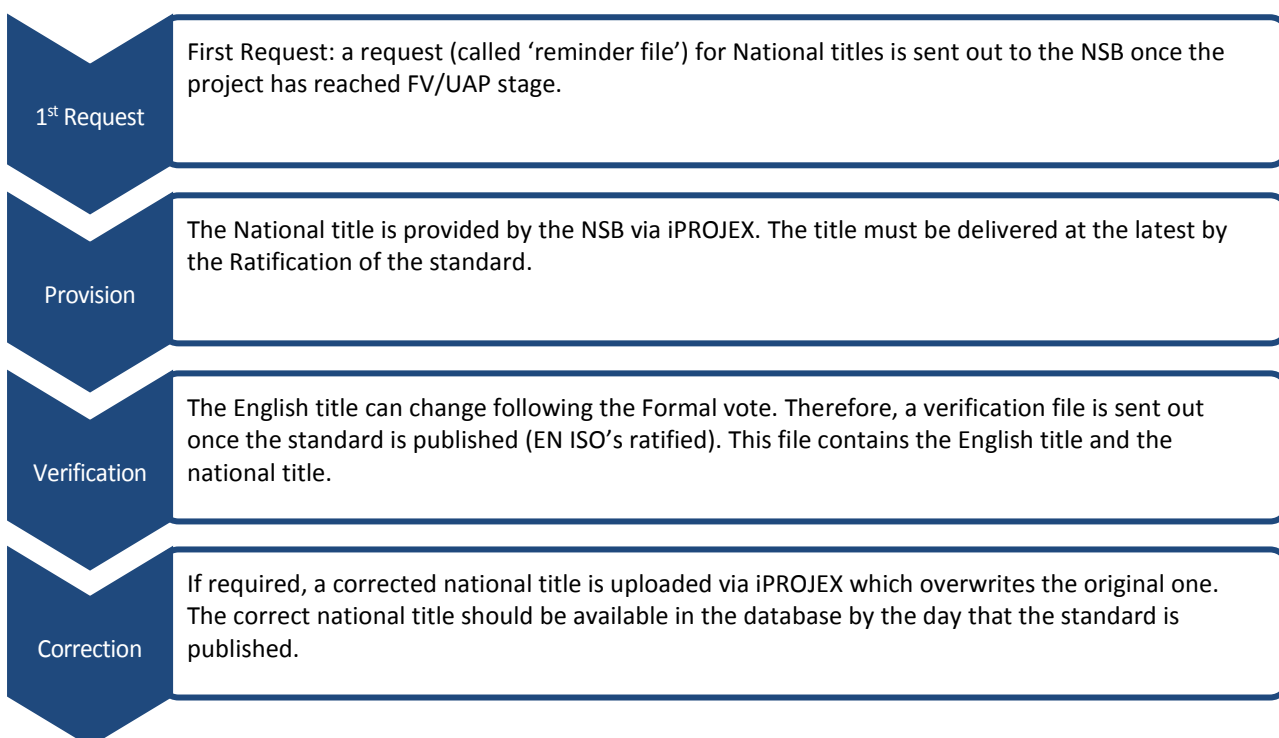 First Request: a request (called ‘reminder file’) for National titles is sent out to the NSB once the
project has reached FV/UAP stage.
1st Request
The National title is provided by the NSB via iPROJEX. The title must be delivered at the latest by
the Ratification of the standard.
Provision
The English title can change following the Formal vote. Therefore, a verification file is sent out
once the standard is published (EN ISO’s ratified). This file contains the English title and the
national title.
Verification
If required, a corrected national title is uploaded via iPROJEX which overwrites the original one.
The correct national title should be available in the database by the day that the standard is
published.
Correction